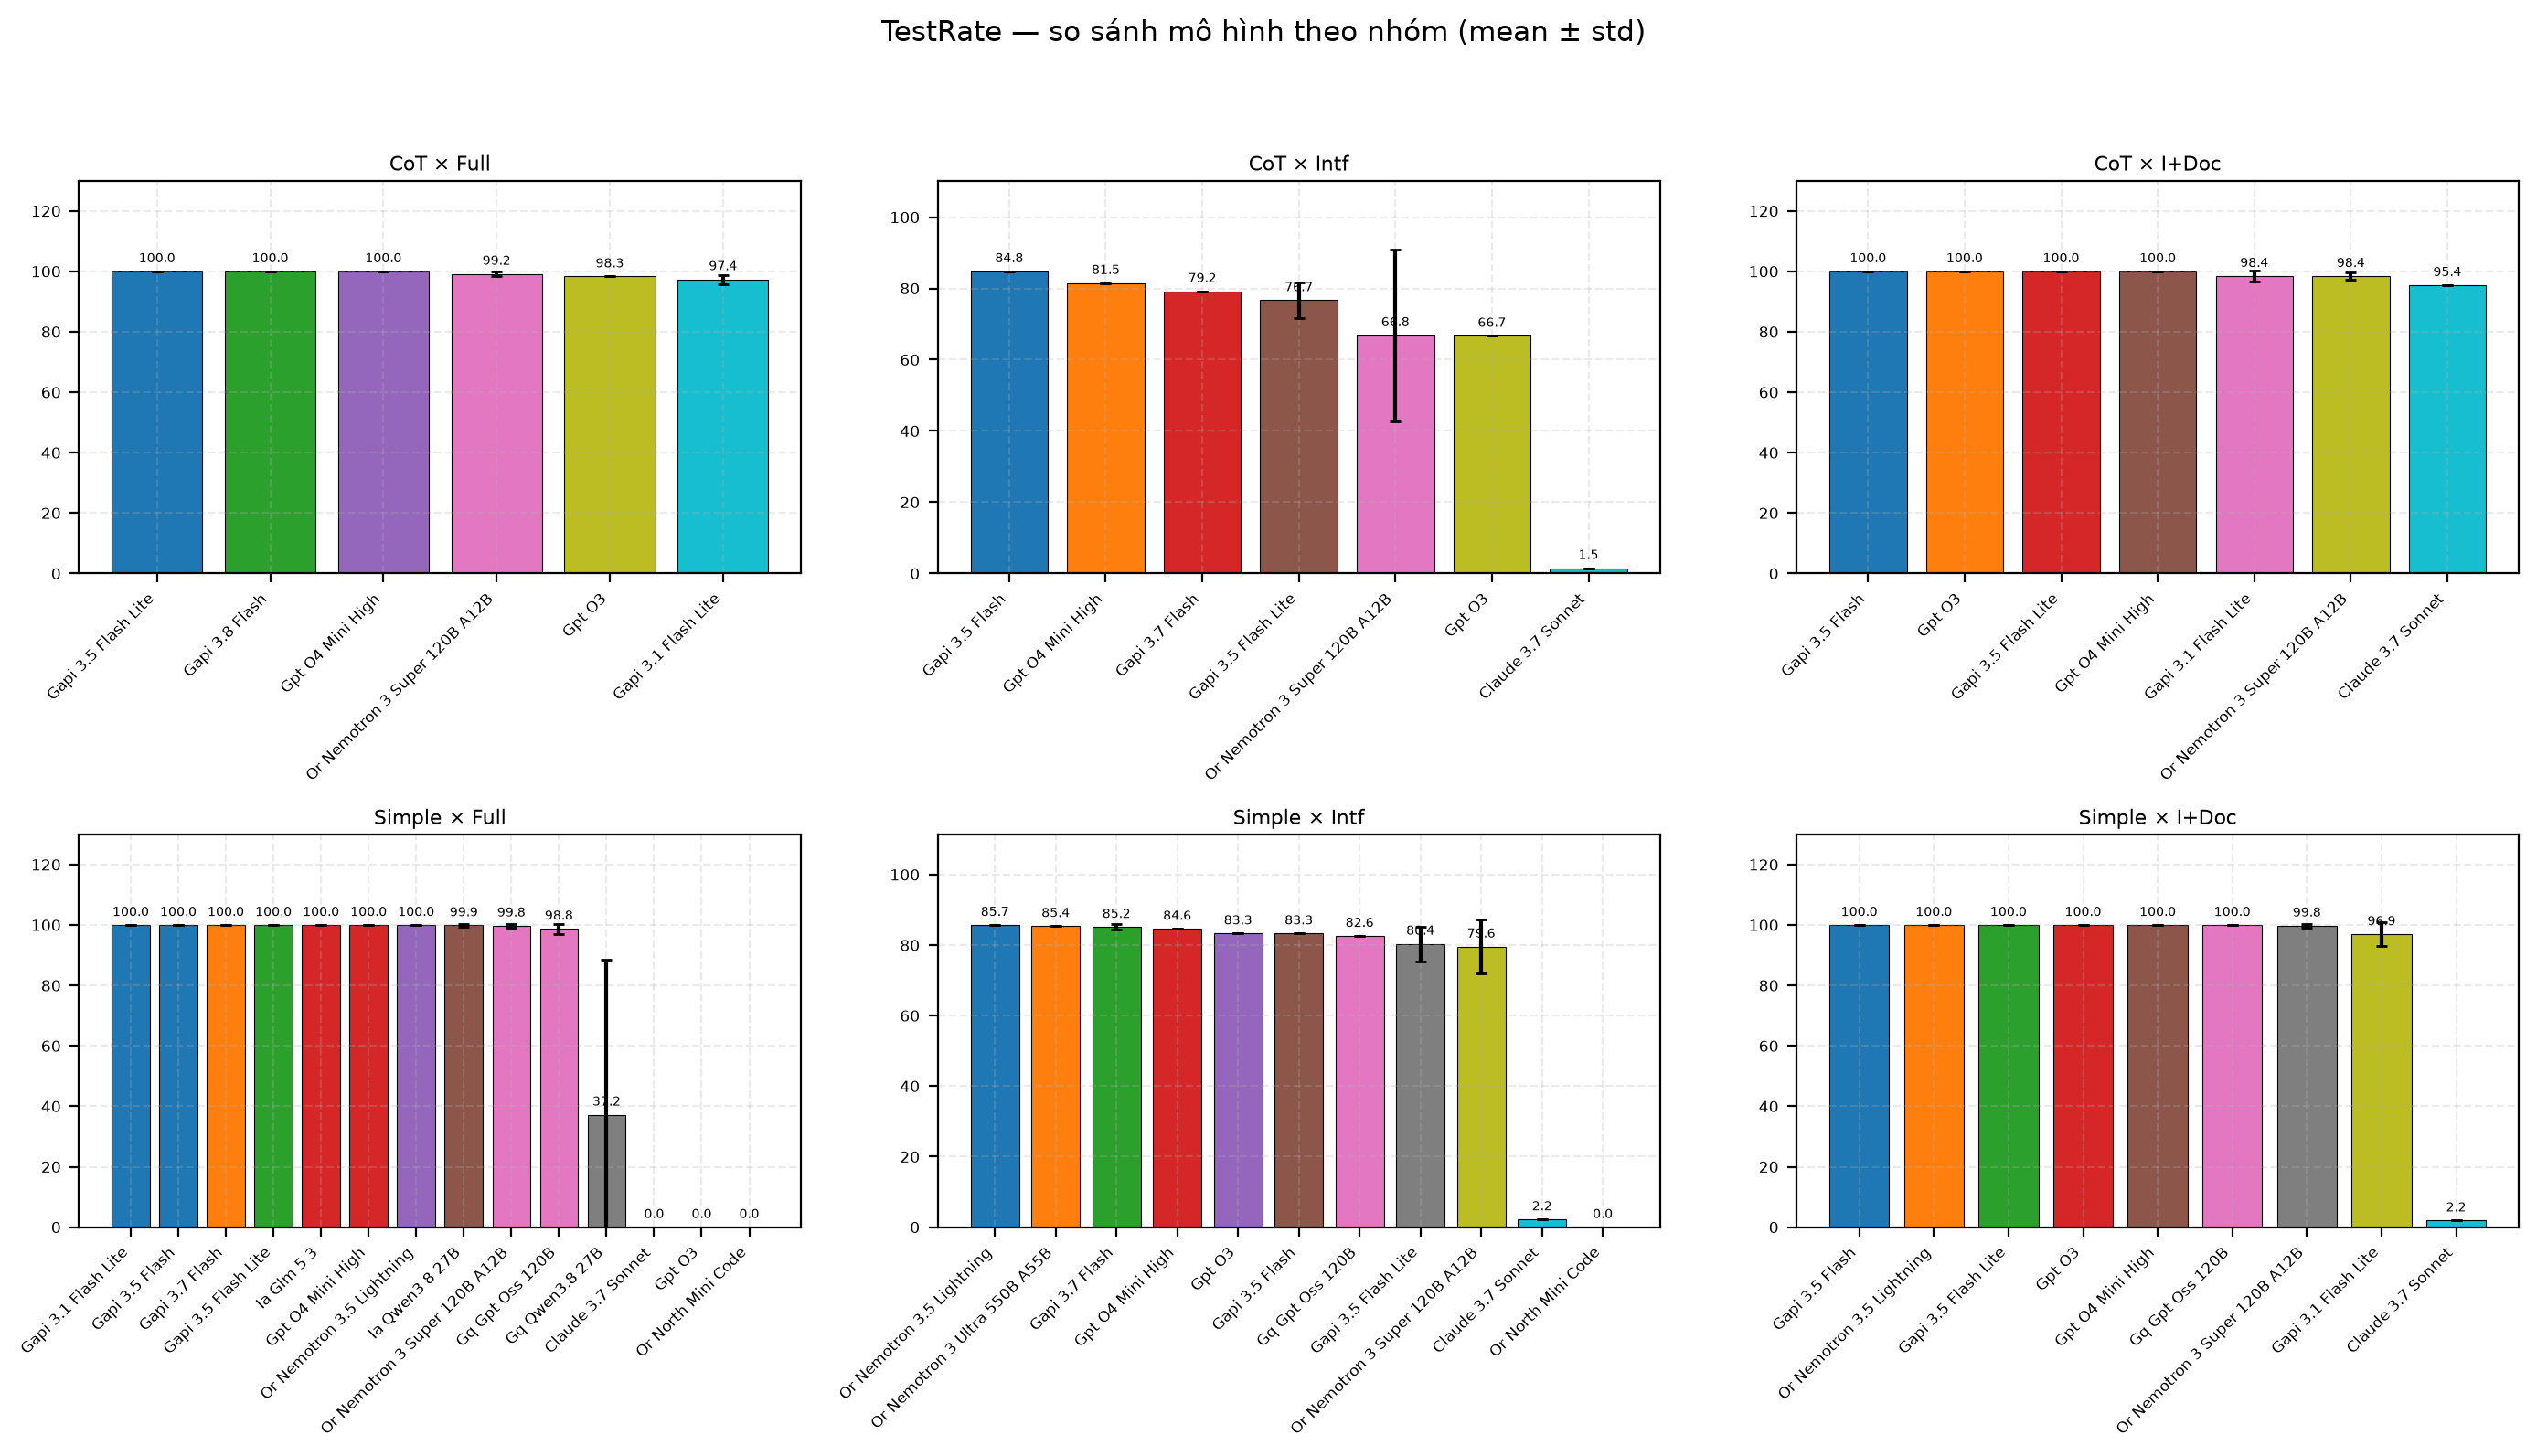 TestRate — so sánh mô hình theo nhóm (mean ± std)
CoT × Full
120
100
80
60
40
20
0
100.0
100.0
100.0
99.2
98.3
97.4
Gapi 3.5 Flash Lite
Gapi 3.8 Flash
Gpt O4 Mini High
Or Nemotron 3 Super 120B A12B
Gpt O3
Gapi 3.1 Flash Lite
CoT × Intf
100
80
60
40
20
0
84.8
81.5
79.2
76.7
66.8
66.7
1.5
Gapi 3.5 Flash
Gpt O4 Mini High
Gapi 3.7 Flash
Gapi 3.5 Flash Lite
Or Nemotron 3 Super 120B A12B
Gpt O3
Claude 3.7 Sonnet
CoT × I+Doc
120
100
80
60
40
20
0
100.0
100.0
100.0
100.0
98.4
98.4
95.4
Gapi 3.5 Flash
Gpt O3
Gapi 3.5 Flash Lite
Gpt O4 Mini High
Gapi 3.1 Flash Lite
Or Nemotron 3 Super 120B A12B
Claude 3.7 Sonnet
Simple × Full
120
100
80
60
40
20
0
100.0
100.0
100.0
100.0
100.0
100.0
100.0
99.9
99.8
98.8
37.2
0.0
0.0
0.0
Gapi 3.1 Flash Lite
Gapi 3.5 Flash
Gapi 3.7 Flash
Gapi 3.5 Flash Lite
Ia Glm 5 3
Gpt O4 Mini High
Or Nemotron 3.5 Lightning
Ia Qwen3 8 27B
Or Nemotron 3 Super 120B A12B
Gq Gpt Oss 120B
Gq Qwen3.8 27B
Claude 3.7 Sonnet
Gpt O3
Or North Mini Code
Simple × Intf
100
80
60
40
20
0
85.7
85.4
85.2
84.6
83.3
83.3
82.6
80.4
79.6
2.2
0.0
Or Nemotron 3.5 Lightning
Or Nemotron 3 Ultra 550B A55B
Gapi 3.7 Flash
Gpt O4 Mini High
Gpt O3
Gapi 3.5 Flash
Gq Gpt Oss 120B
Gapi 3.5 Flash Lite
Or Nemotron 3 Super 120B A12B
Claude 3.7 Sonnet
Or North Mini Code
Simple × I+Doc
120
100
80
60
40
20
0
100.0
100.0
100.0
100.0
100.0
100.0
99.8
96.9
2.2
Gapi 3.5 Flash
Or Nemotron 3.5 Lightning
Gapi 3.5 Flash Lite
Gpt O3
Gpt O4 Mini High
Gq Gpt Oss 120B
Or Nemotron 3 Super 120B A12B
Gapi 3.1 Flash Lite
Claude 3.7 Sonnet